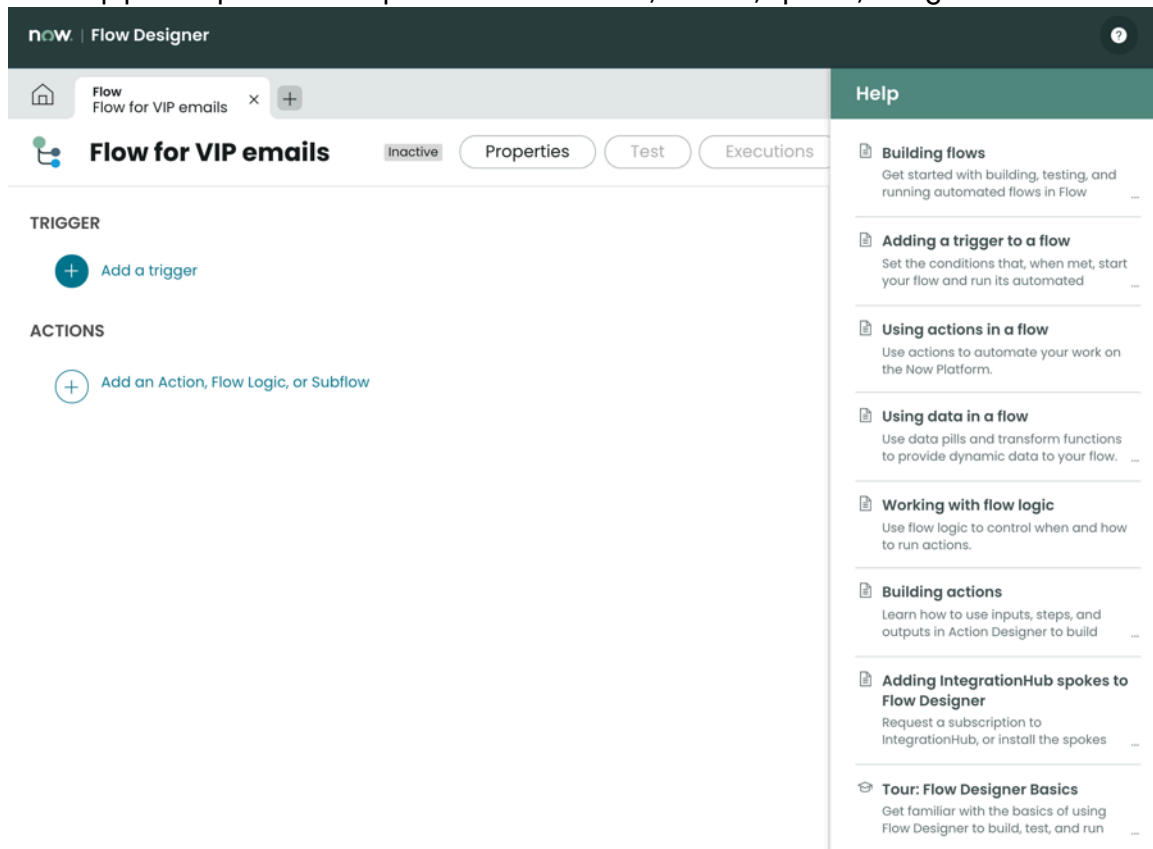 now. | Flow Designer
Flow
Flow for VIP emails
Flow for VIP emails
Inactive
Properties
Test
Executions
TRIGGER
Add a trigger
ACTIONS
Add an Action, Flow Logic, or Subflow
Help
Building flows
Get started with building, testing, and
running automated flows in Flow ...
Adding a trigger to a flow
Set the conditions that, when met, start
your flow and run its automated ...
Using actions in a flow
Use actions to automate your work on
the Now Platform.
Using data in a flow
Use data pills and transform functions
to provide dynamic data to your flow. ...
Working with flow logic
Use flow logic to control when and how
to run actions.
Building actions
Learn how to use inputs, steps, and
outputs in Action Designer to build ...
Adding IntegrationHub spokes to
Flow Designer
Request a subscription to
IntegrationHub, or install the spokes ...
Tour: Flow Designer Basics
Get familiar with the basics of using
Flow Designer to build, test, and run ...